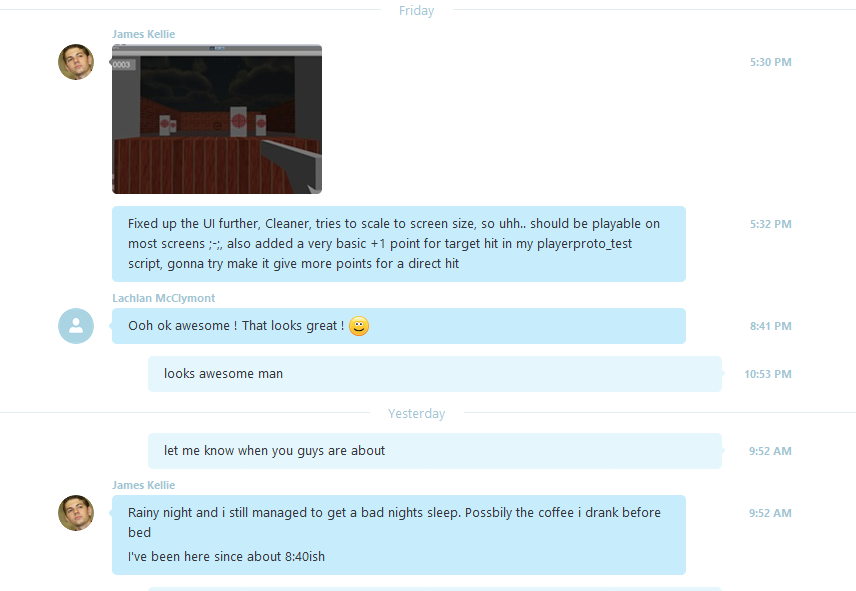 Friday
James Kellie
5:30 PM
0003
Fixed up the UI further, Cleaner, tries to scale to screen size, so uhh.. should be playable on
5:32 PM
most screens ;-;, also added a very basic +1 point for target hit in my playerproto_test
script, gonna try make it give more points for a direct hit
Lachlan McClymont
Ooh ok awesome ! That looks great !
8:41 PM
looks awesome man
10:53 PM
Yesterday
let me know when you guys are about
9:52 AM
James Kellie
Rainy night and i still managed to get a bad nights sleep. Possbily the coffee i drank before
9:52 AM
bed
I've been here since about 8:40ish